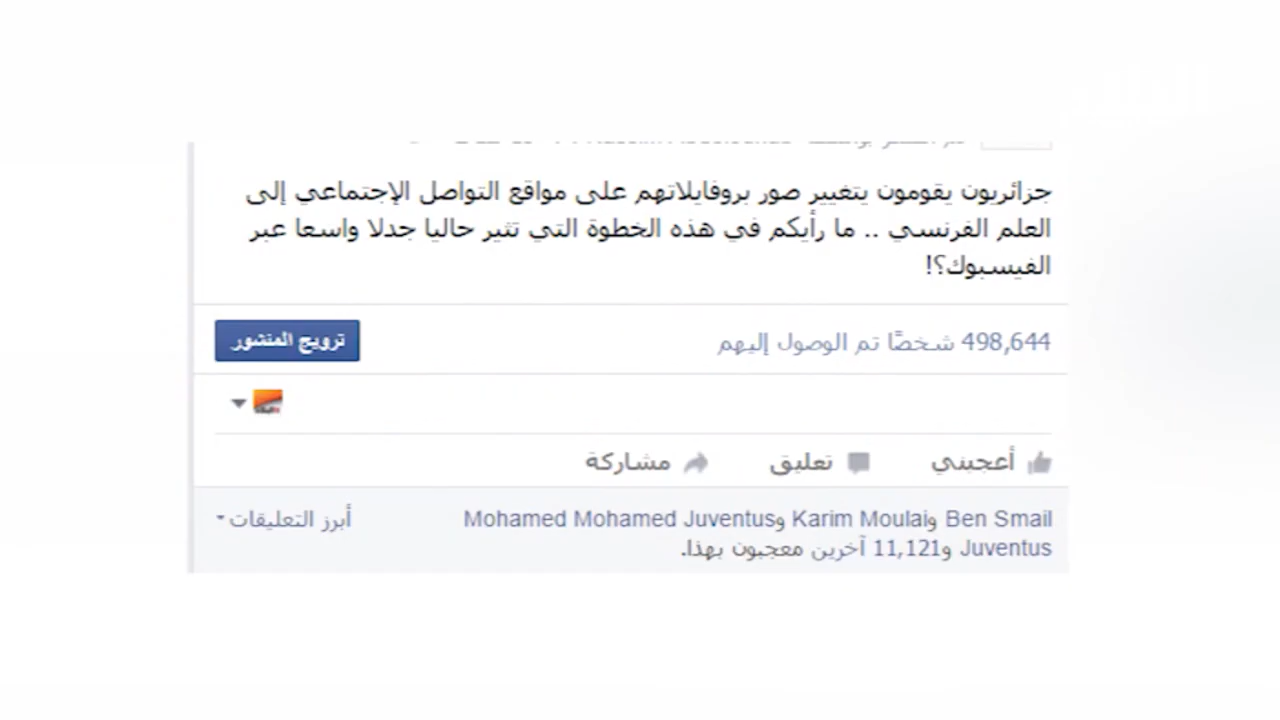 جزائريون يقومون يتغيير صور بروفايلاتهم على مواقع التواصل الإجتماعي إلى
العلم الفرنسي .. ما رأيكم في هذه الخطوة التي تثير حاليا جدلا واسعا عبر
الفيسبوك؟!
498,644 شخصًا تم الوصول إليهم
ترويج المنشور
أعجبني تعليق مشاركة
Ben Smail وKarim Moulai وMohamed Mohamed Juventus
أبرز التعليقات
Juventus و11,121 آخرين معجبون بهذا.